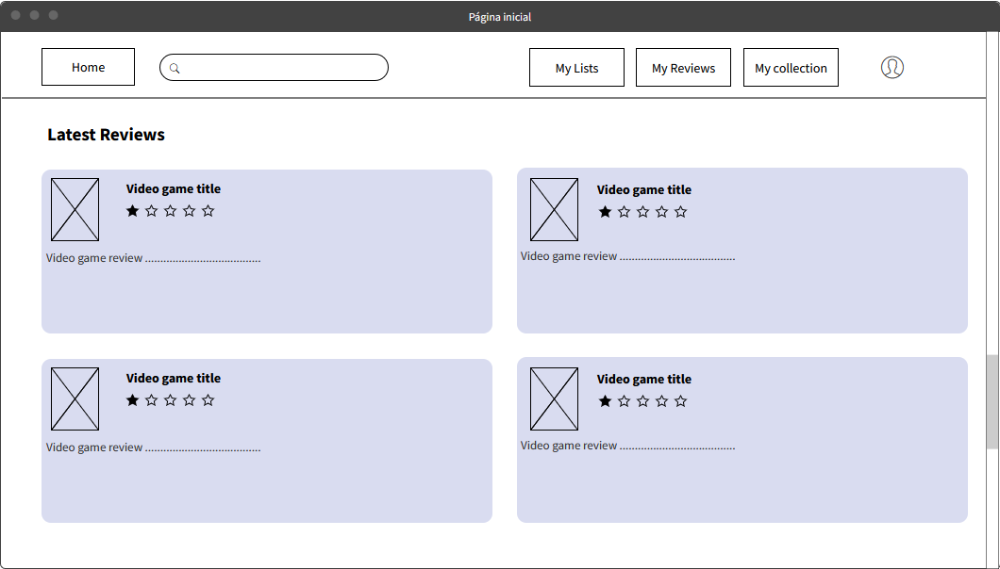 Página inicial
Home
My Lists
My Reviews
My collection
Latest Reviews
Video game title
Video game review ......................................
Video game title
Video game review ......................................
Video game title
Video game review ......................................
Video game title
Video game review ......................................